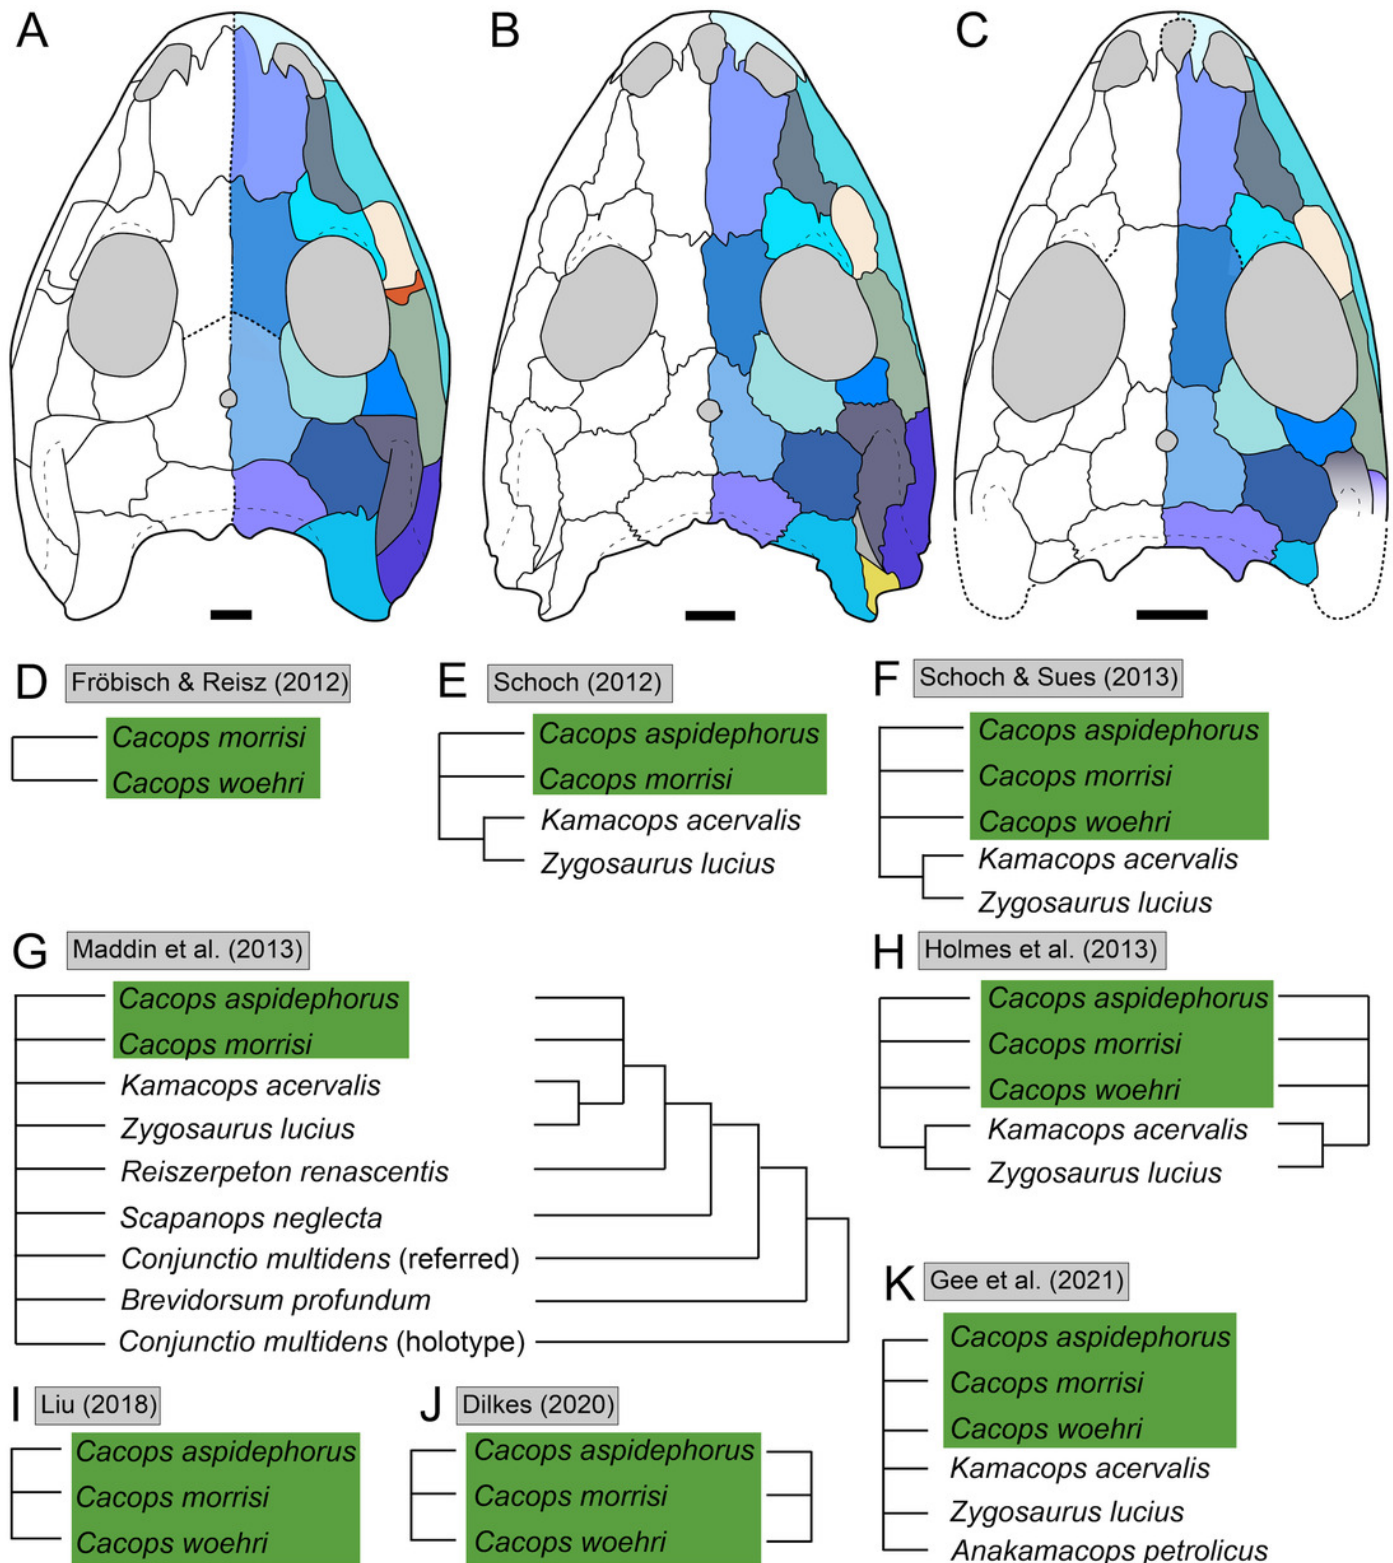 A
B
C
D Fröbisch & Reisz (2012)
Cacops morrisi
Cacops woehri
E Schoch (2012)
Cacops aspidephorus
Cacops morrisi
Kamacops acervalis
Zygosaurus lucius
F Schoch & Sues (2013)
Cacops aspidephorus
Cacops morrisi
Cacops woehri
Kamacops acervalis
Zygosaurus lucius
G Maddin et al. (2013)
Cacops aspidephorus
Cacops morrisi
Kamacops acervalis
Zygosaurus lucius
Reiszerpeton renascentis
Scapanops neglecta
Conjunctio multidens (referred)
Brevidorsum profundum
Conjunctio multidens (holotype)
H Holmes et al. (2013)
Cacops aspidephorus
Cacops morrisi
Cacops woehri
Kamacops acervalis
Zygosaurus lucius
I Liu (2018)
Cacops aspidephorus
Cacops morrisi
Cacops woehri
J Dilkes (2020)
Cacops aspidephorus
Cacops morrisi
Cacops woehri
K Gee et al. (2021)
Cacops aspidephorus
Cacops morrisi
Cacops woehri
Kamacops acervalis
Zygosaurus lucius
Anakamacops petrolicus